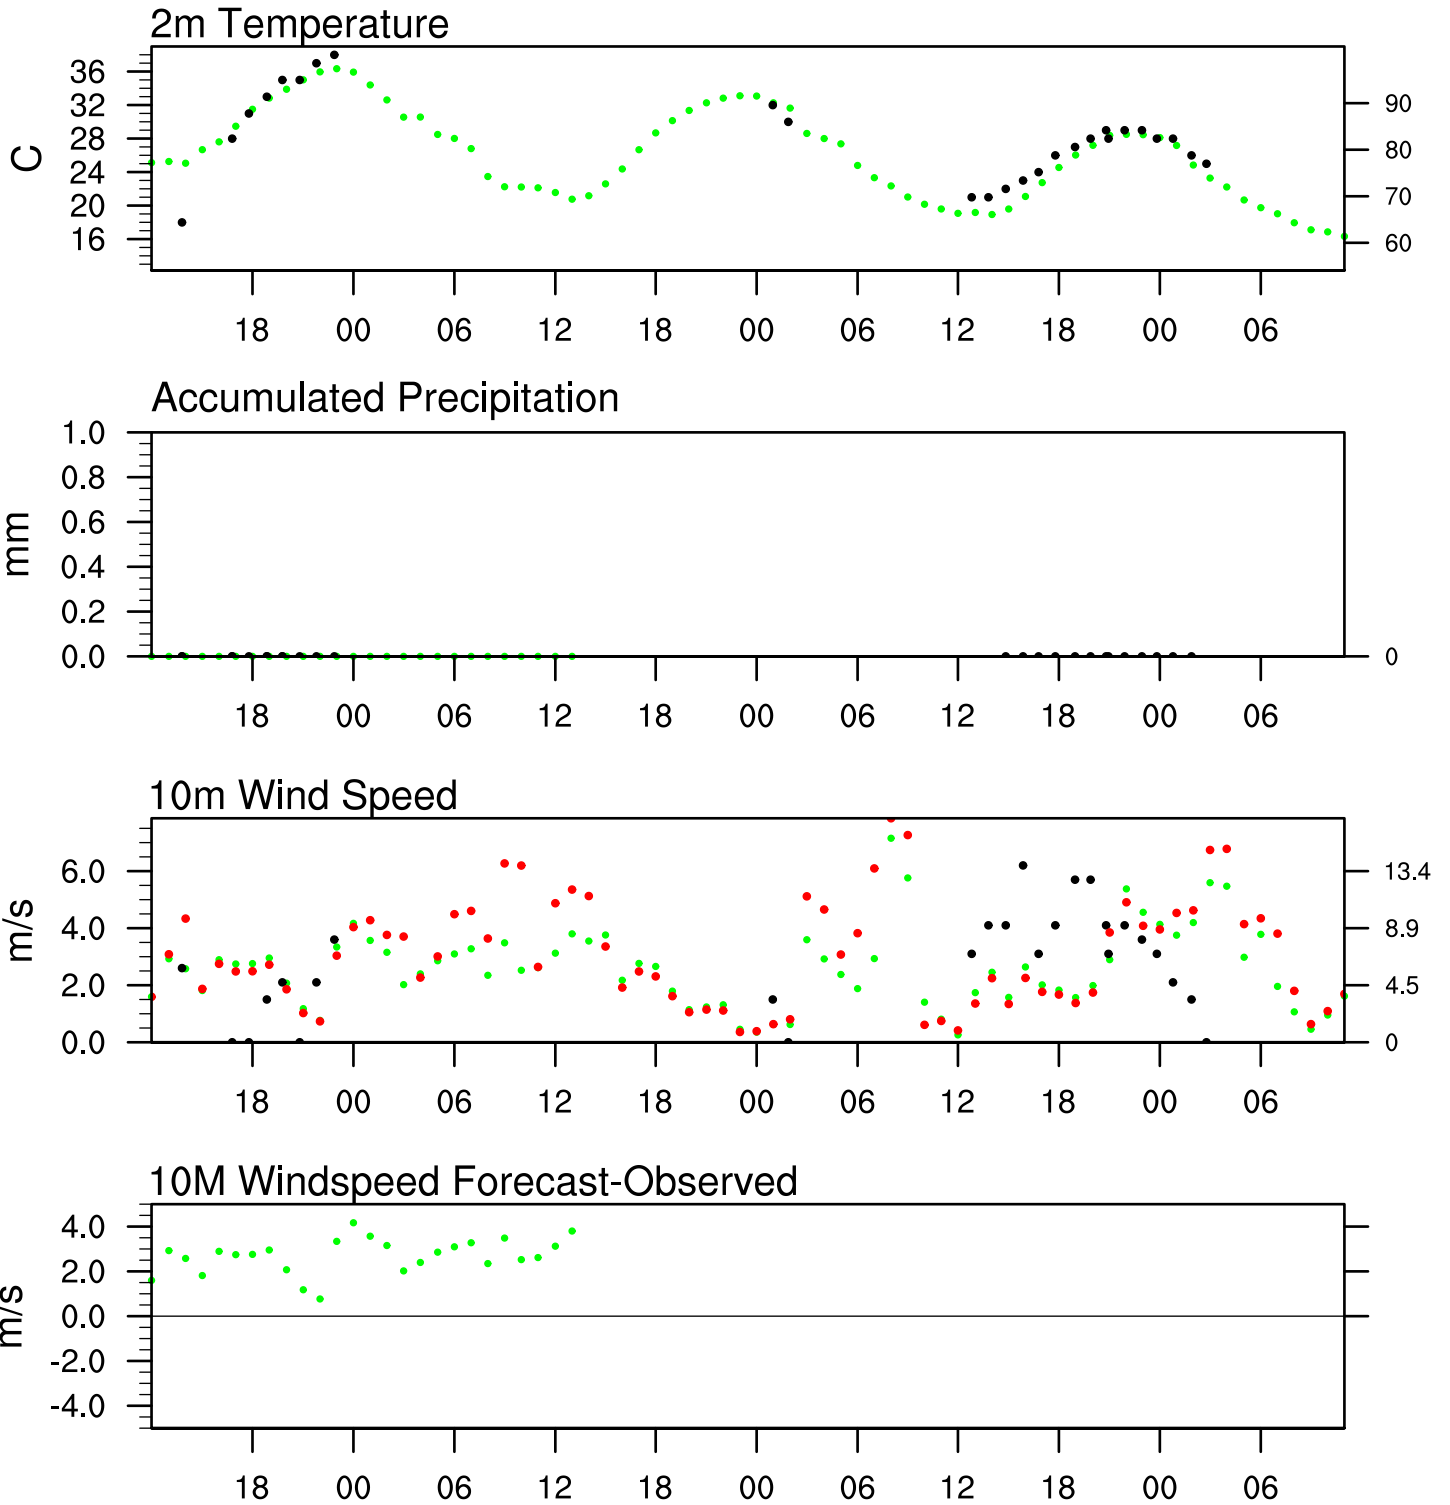 2m Temperature
C
36
32
28
24
20
16
90
80
70
60
18 00 06 12 18 00 06 12 18 00 06
Accumulated Precipitation
mm
1.0
0.8
0.6
0.4
0.2
0.0
0
18 00 06 12 18 00 06 12 18 00 06
10m Wind Speed
m/s
6.0
4.0
2.0
0.0
13.4
8.9
4.5
0
18 00 06 12 18 00 06 12 18 00 06
10M Windspeed Forecast-Observed
m/s
4.0
2.0
0.0
-2.0
-4.0
18 00 06 12 18 00 06 12 18 00 06